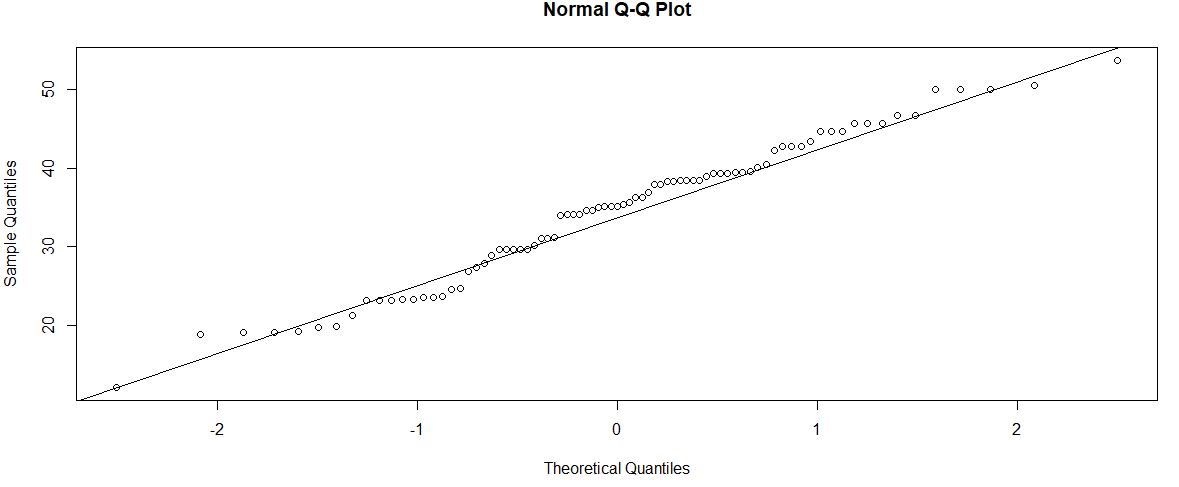 Normal Q-Q Plot
Sample Quantiles
50
40
30
20
-2 -1 0 1 2
Theoretical Quantiles